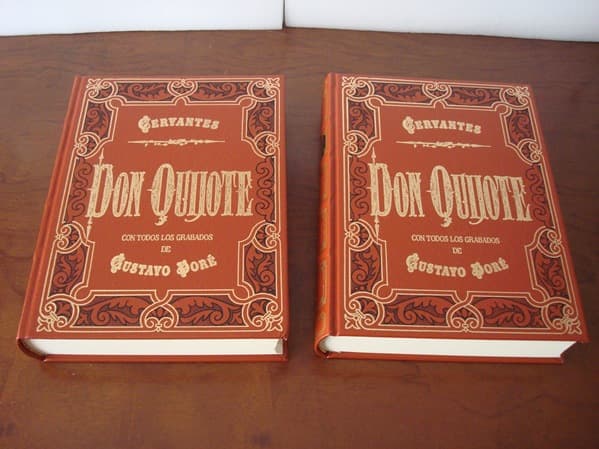 CERVANTES
DON QUIJOTE
CON TODOS LOS GRABADOS
DE
GUSTAVO DORÉ
CERVANTES
DON QUIJOTE
CON TODOS LOS GRABADOS
DE
GUSTAVO DORÉ